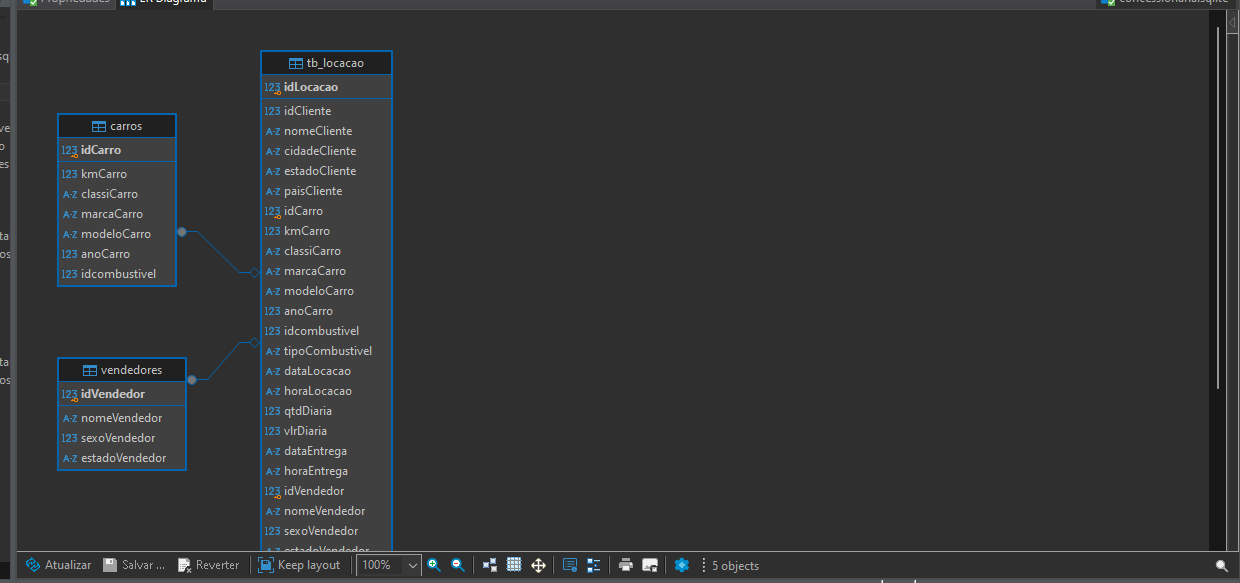 Propriedades
ER Diagrama
concessionaria.sqlite
tb_locacao
123 idLocacao
123 idCliente
A-Z nomeCliente
A-Z cidadeCliente
A-Z estadoCliente
A-Z paisCliente
123 idCarro
123 kmCarro
A-Z classiCarro
A-Z marcaCarro
A-Z modeloCarro
123 anoCarro
123 idcombustivel
A-Z tipoCombustivel
A-Z dataLocacao
A-Z horaLocacao
123 qtdDiaria
123 vlrDiaria
A-Z dataEntrega
A-Z horaEntrega
123 idVendedor
A-Z nomeVendedor
123 sexoVendedor
estadoVendedor
carros
123 idCarro
123 kmCarro
A-Z classiCarro
A-Z marcaCarro
A-Z modeloCarro
123 anoCarro
123 idcombustivel
vendedores
123 idVendedor
A-Z nomeVendedor
123 sexoVendedor
A-Z estadoVendedor
Atualizar Salvar ... Reverter Keep layout 100% 5 objects